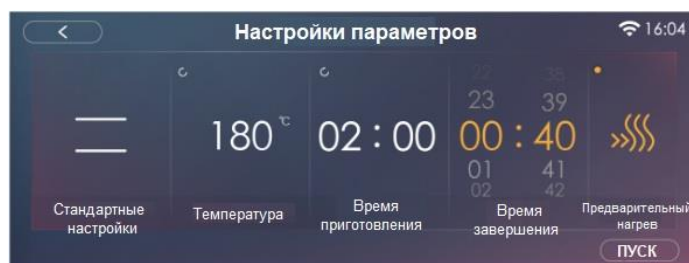 Настройки параметров
16:04
22 38
23 39
180 °C
02 : 00
00 : 40
01 41
02 42
Стандартные
настройки
Температура
Время
приготовления
Время
завершения
Предварительный
нагрев
ПУСК